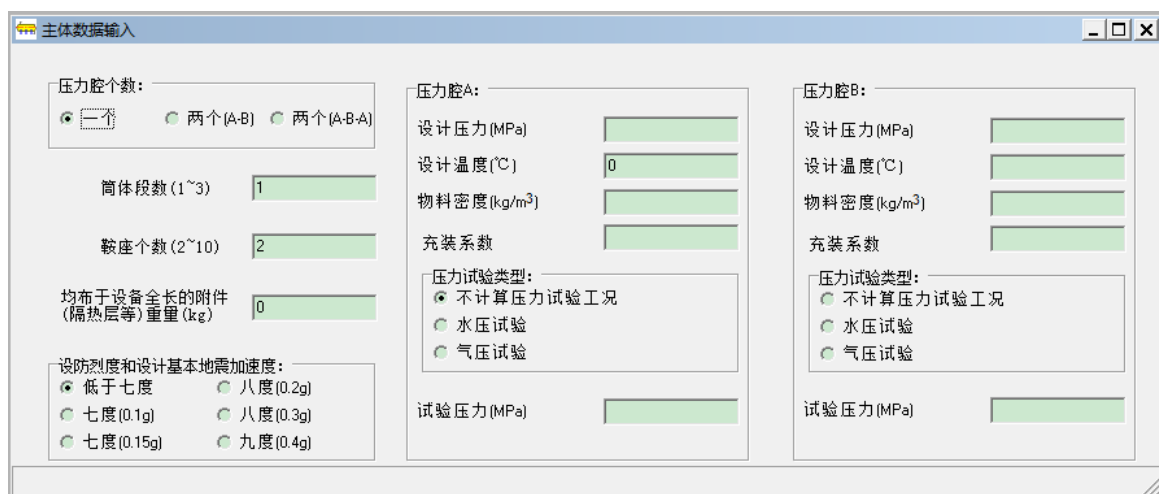 主体数据输入
压力腔个数:
一个 两个(A-B) 两个(A-B-A)
筒体段数(1~3) 1
鞍座个数(2~10) 2
均布于设备全长的附件
(隔热层等)重量(kg) 0
设防烈度和设计基本地震加速度:
低于七度 八度(0.2g)
七度(0.1g) 八度(0.3g)
七度(0.15g) 九度(0.4g)
压力腔A:
设计压力(MPa)
设计温度(℃) 0
物料密度(kg/m³)
充装系数
压力试验类型:
不计算压力试验工况
水压试验
气压试验
试验压力(MPa)
压力腔B:
设计压力(MPa)
设计温度(℃)
物料密度(kg/m³)
充装系数
压力试验类型:
不计算压力试验工况
水压试验
气压试验
试验压力(MPa)